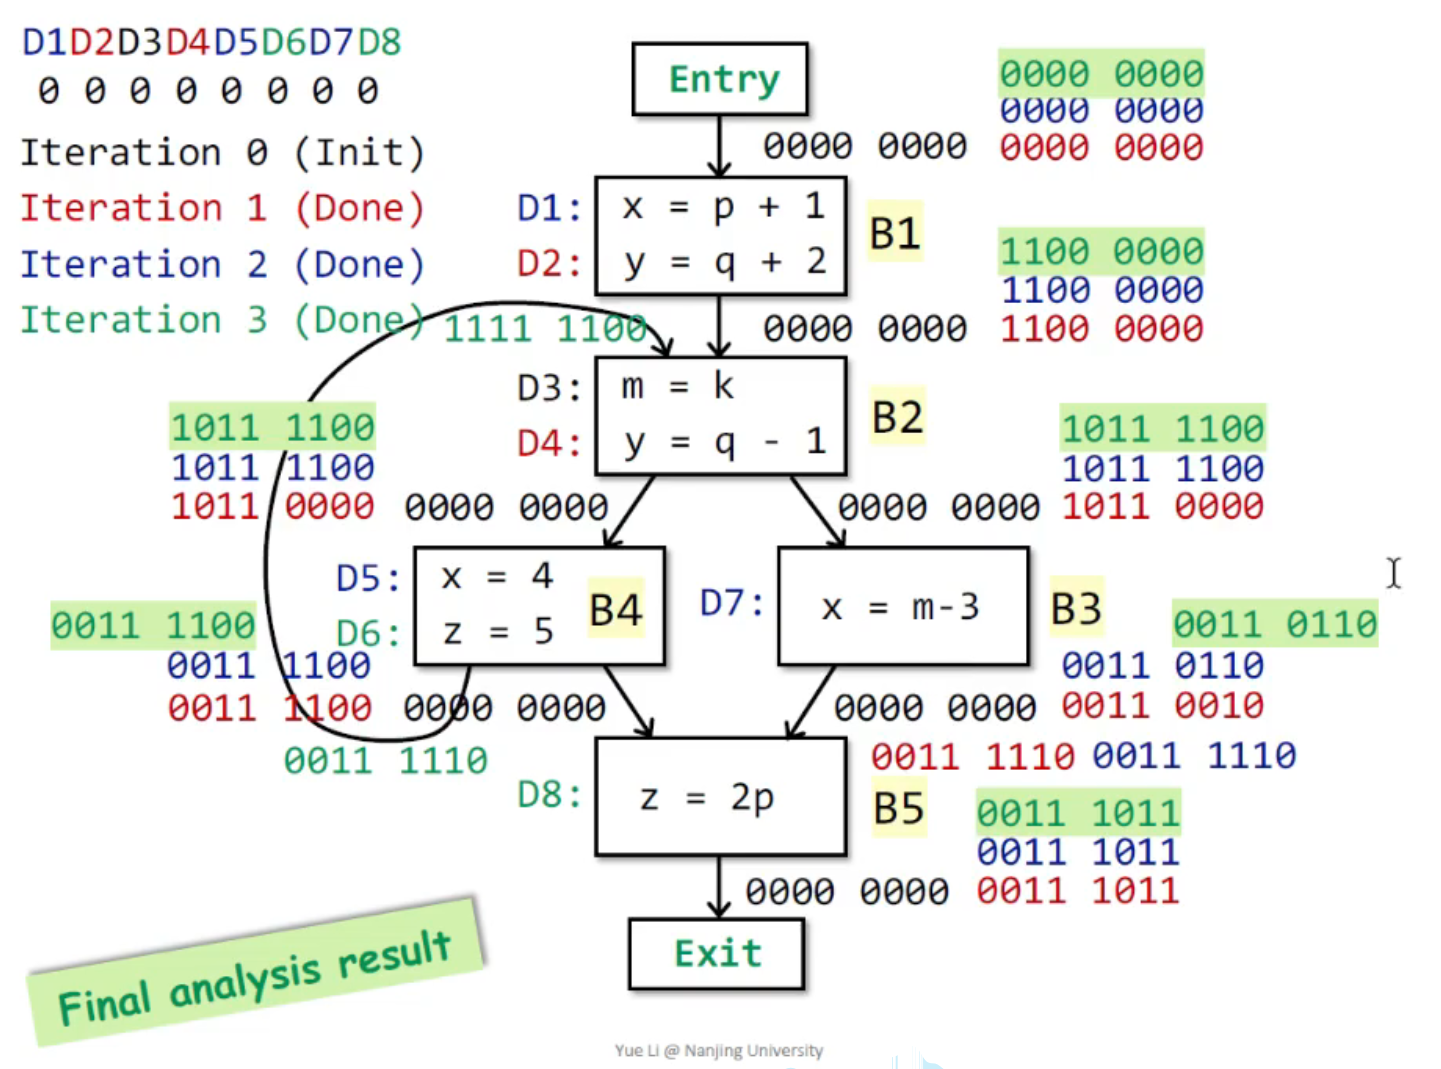 D1D2D3D4D5D6D7D8
0 0 0 0 0 0 0 0
Iteration 0 (Init)
Iteration 1 (Done)
Iteration 2 (Done)
Iteration 3 (Done)
Entry
0000 0000
0000 0000
0000 0000 0000 0000
D1: x = p + 1
D2: y = q + 2
B1
1100 0000
1100 0000
1111 1100
0000 0000 1100 0000
D3: m = k
D4: y = q - 1
B2
1011 1100
1011 1100
1011 0000 0000 0000
1011 1100
1011 1100
0000 0000 1011 0000
D5: x = 4
D6: z = 5
B4
D7: x = m-3
B3
0011 1100
0011 1100
0011 1100 0000 0000
0011 0110
0011 0110
0000 0000 0011 0010
0011 1110
0011 1110 0011 1110
D8: z = 2p
B5
0011 1011
0011 1011
0000 0000 0011 1011
Exit
Final analysis result
Yue Li @ Nanjing University